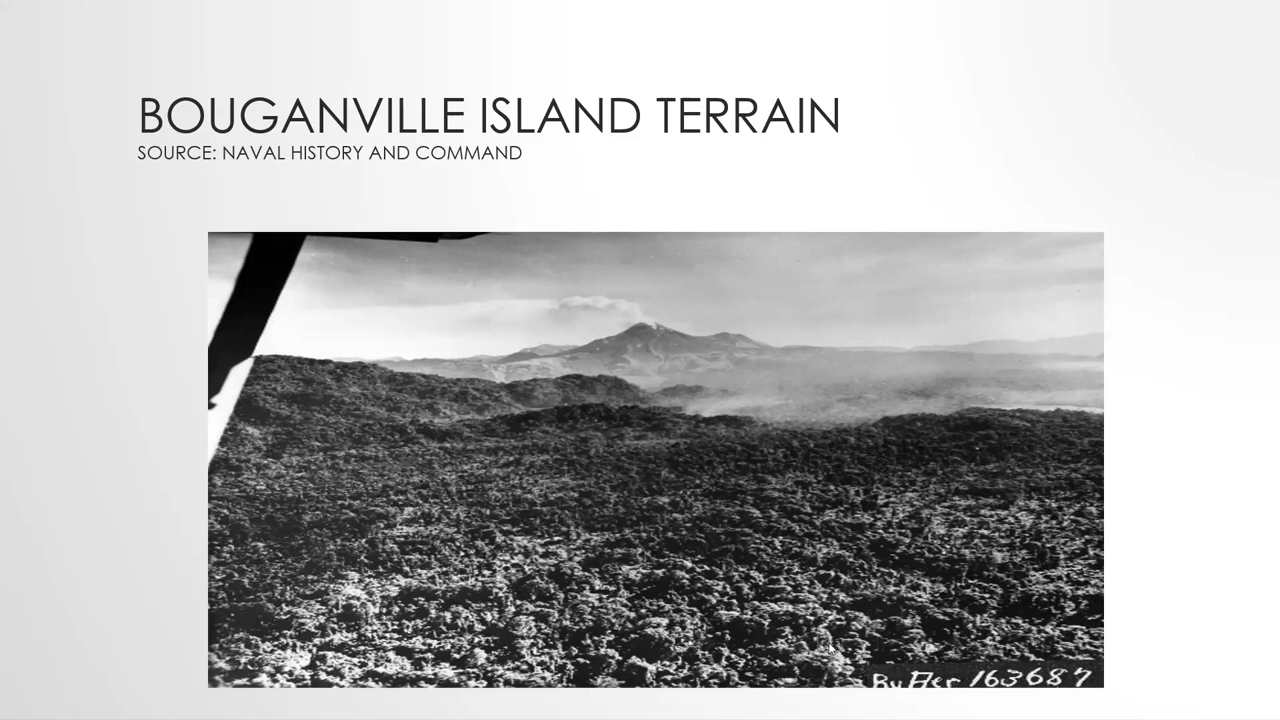 BOUGANVILLE ISLAND TERRAIN
SOURCE: NAVAL HISTORY AND COMMAND
163687